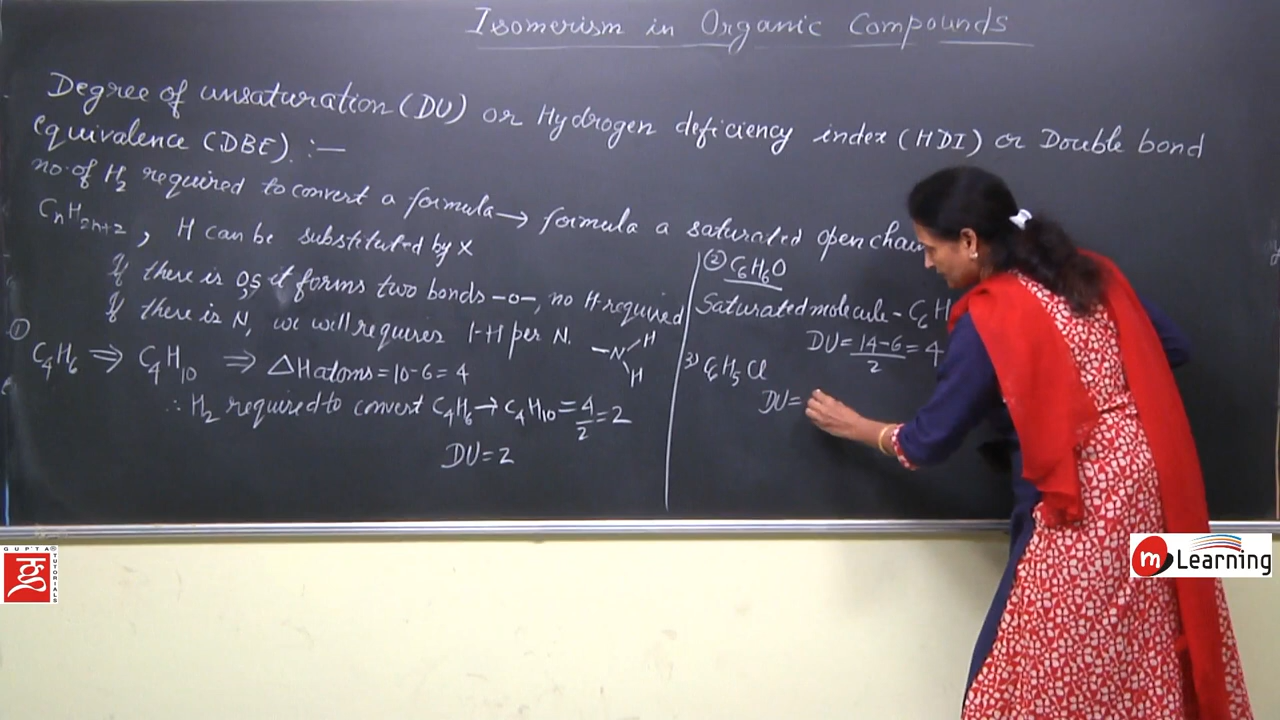 Isomerism in Organic Compounds
Degree of unsaturation (DU) or Hydrogen deficiency index (HDI) or Double bond
equivalence (DBE) :-
no. of H2 required to convert a formula → formula a saturated open chain
CnH2n+2, H can be substituted by X
If there is O,S it forms two bonds -O-, no H required
If there is N, we will requires 1-H per N.
-N H
H
① C4H6 ⇒ C4H10 ⇒ ΔH atoms = 10-6 = 4
∴ H2 required to convert C4H6 → C4H10 = 4/2 = 2
DU = 2
② C6H6O
Saturated molecule - C6H
DU = 14-6/2 = 4
3) C6H5Cl
DU =
GUPTA TUTORIALS
m Learning